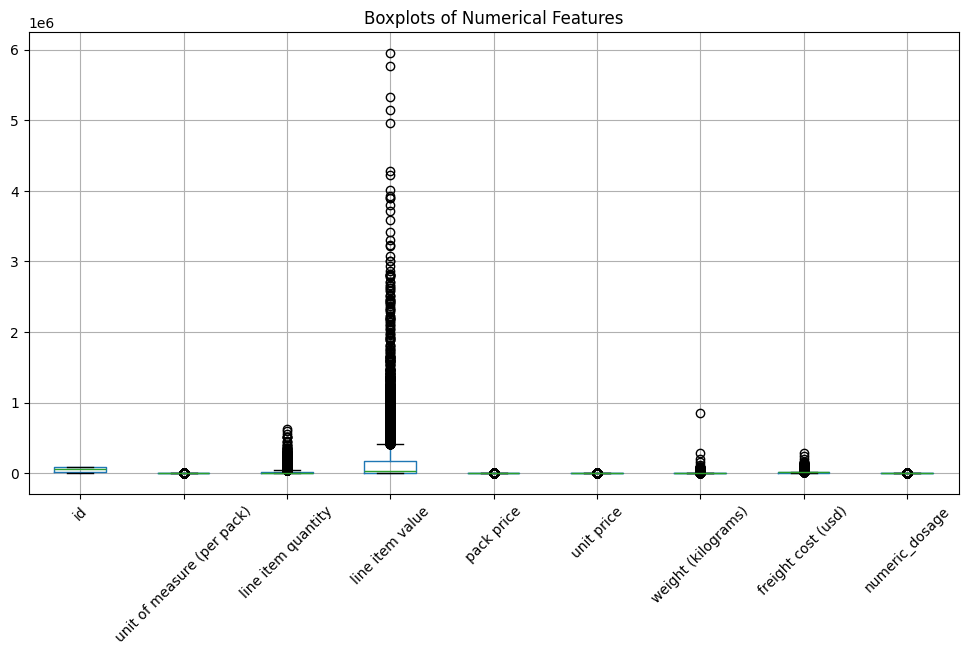 Boxplots of Numerical Features
1e6
6
5
4
3
2
1
0
id
unit of measure (per pack)
line item quantity
line item value
pack price
unit price
weight (kilograms)
freight cost (usd)
numeric_dosage